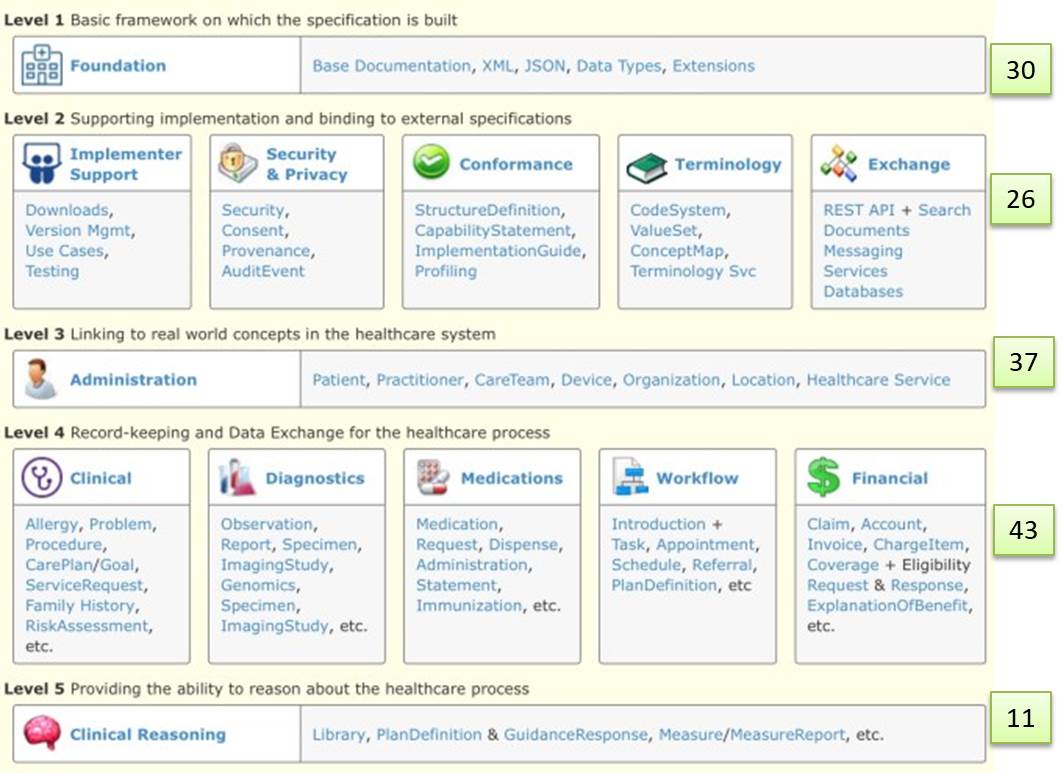 Level 1 Basic framework on which the specification is built
Foundation
Base Documentation, XML, JSON, Data Types, Extensions
30
Level 2 Supporting implementation and binding to external specifications
Implementer
Support
Downloads,
Version Mgmt,
Use Cases,
Testing
Security
& Privacy
Security,
Consent,
Provenance,
AuditEvent
Conformance
StructureDefinition,
CapabilityStatement,
ImplementationGuide,
Profiling
Terminology
CodeSystem,
ValueSet,
ConceptMap,
Terminology Svc
Exchange
REST API + Search
Documents
Messaging
Services
Databases
26
Level 3 Linking to real world concepts in the healthcare system
Administration
Patient, Practitioner, CareTeam, Device, Organization, Location, Healthcare Service
37
Level 4 Record-keeping and Data Exchange for the healthcare process
Clinical
Allergy, Problem,
Procedure,
CarePlan/Goal,
ServiceRequest,
Family History,
RiskAssessment,
etc.
Diagnostics
Observation,
Report, Specimen,
ImagingStudy,
Genomics,
Specimen,
ImagingStudy, etc.
Medications
Medication,
Request, Dispense,
Administration,
Statement,
Immunization, etc.
Workflow
Introduction +
Task, Appointment,
Schedule, Referral,
PlanDefinition, etc
Financial
Claim, Account,
Invoice, ChargeItem,
Coverage + Eligibility
Request & Response,
ExplanationOfBenefit,
etc.
43
Level 5 Providing the ability to reason about the healthcare process
Clinical Reasoning
Library, PlanDefinition & GuidanceResponse, Measure/MeasureReport, etc.
11